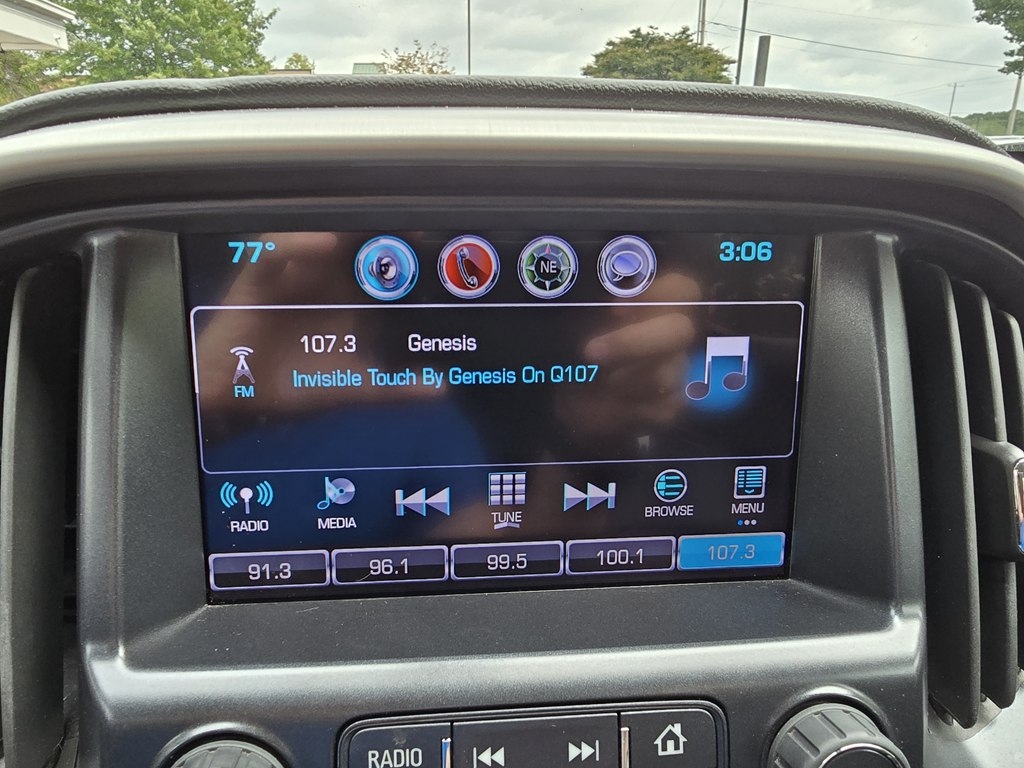 77° NE 3:06
107.3 Genesis
FM Invisible Touch By Genesis On Q107
RADIO MEDIA TUNE BROWSE MENU
91.3 96.1 99.5 100.1 107.3
RADIO